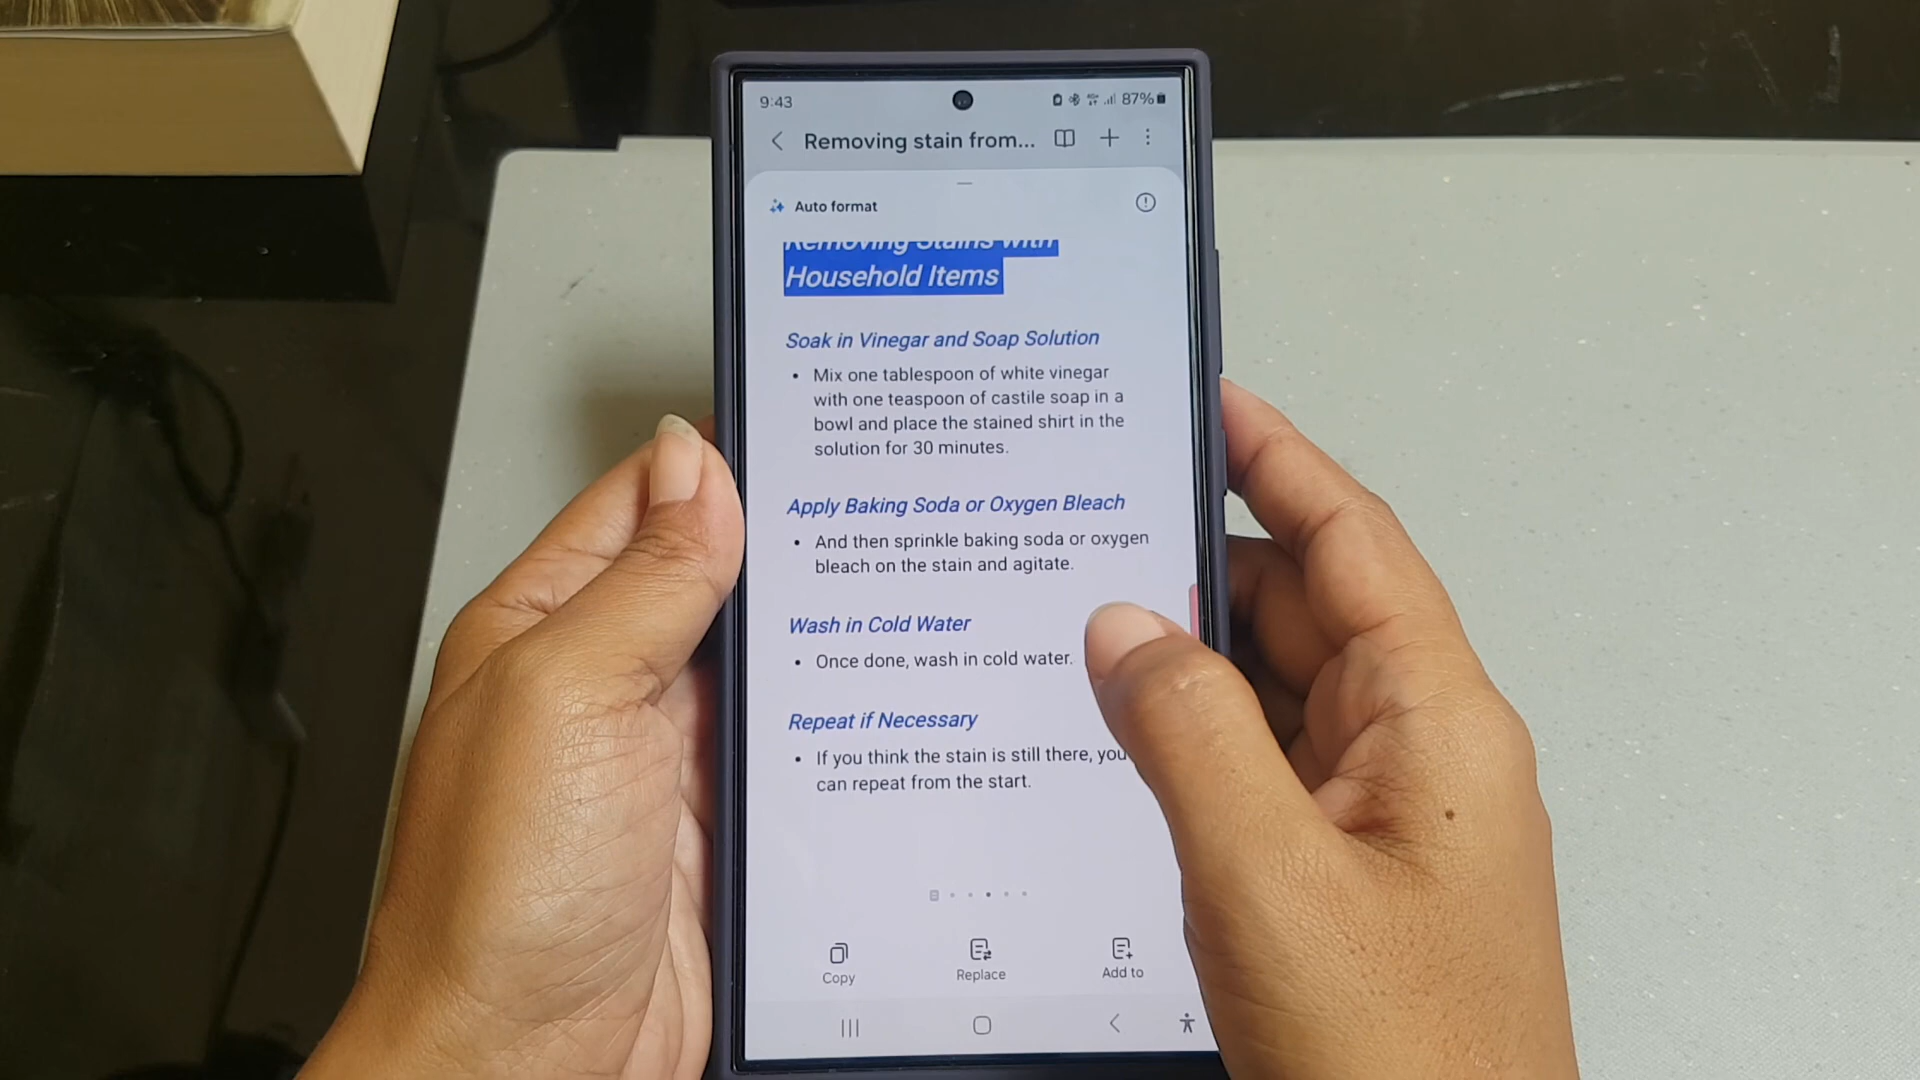 9:43
87%
Removing stain from...
Auto format
Removing Stains with
Household Items
Soak in Vinegar and Soap Solution
• Mix one tablespoon of white vinegar
with one teaspoon of castile soap in a
bowl and place the stained shirt in the
solution for 30 minutes.
Apply Baking Soda or Oxygen Bleach
• And then sprinkle baking soda or oxygen
bleach on the stain and agitate.
Wash in Cold Water
• Once done, wash in cold water.
Repeat if Necessary
• If you think the stain is still there, you
can repeat from the start.
Copy
Replace
Add to